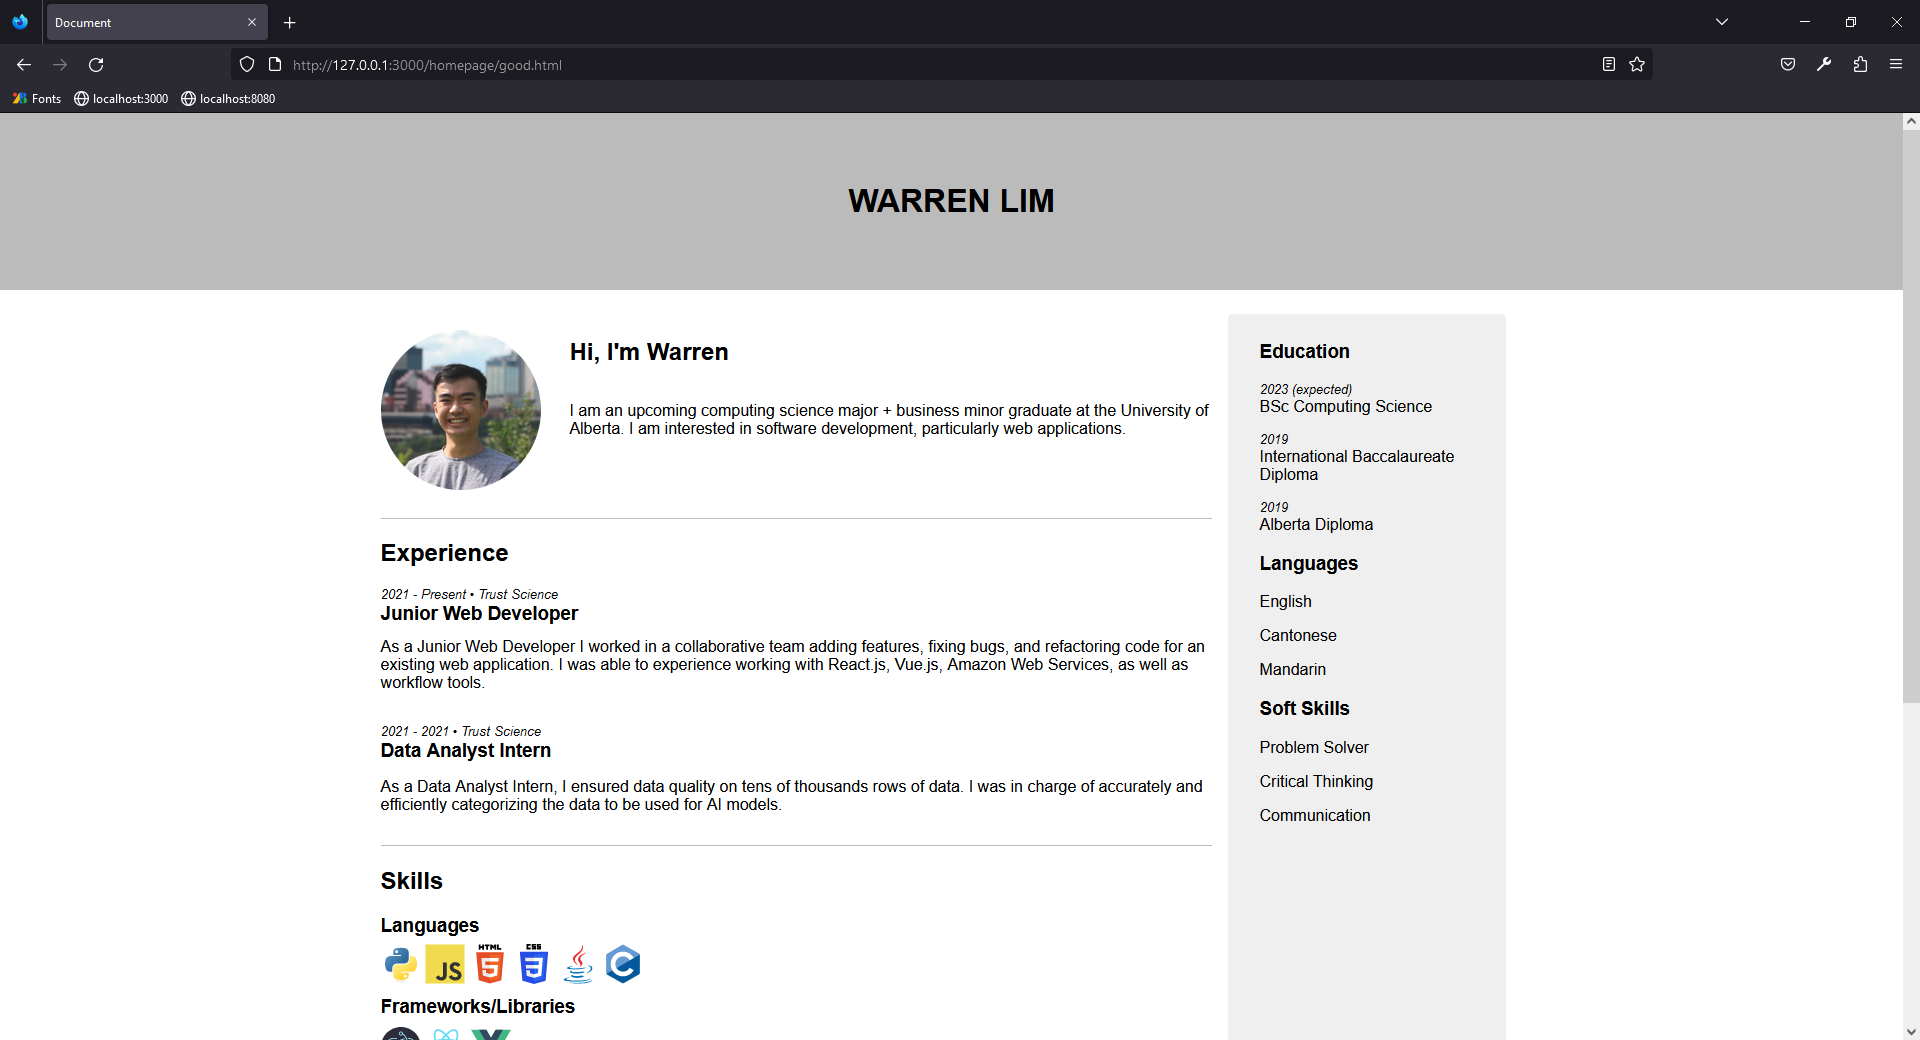 Document
http://127.0.0.1:3000/homepage/good.html
Fonts
localhost:3000
localhost:8080
WARREN LIM
Hi, I'm Warren
I am an upcoming computing science major + business minor graduate at the University of
Alberta. I am interested in software development, particularly web applications.
Experience
2021 - Present • Trust Science
Junior Web Developer
As a Junior Web Developer I worked in a collaborative team adding features, fixing bugs, and refactoring code for an
existing web application. I was able to experience working with React.js, Vue.js, Amazon Web Services, as well as
workflow tools.
2021 - 2021 • Trust Science
Data Analyst Intern
As a Data Analyst Intern, I ensured data quality on tens of thousands rows of data. I was in charge of accurately and
efficiently categorizing the data to be used for AI models.
Skills
Languages
JS
HTML
5
CSS
3
C
Frameworks/Libraries
Education
2023 (expected)
BSc Computing Science
2019
International Baccalaureate
Diploma
2019
Alberta Diploma
Languages
English
Cantonese
Mandarin
Soft Skills
Problem Solver
Critical Thinking
Communication